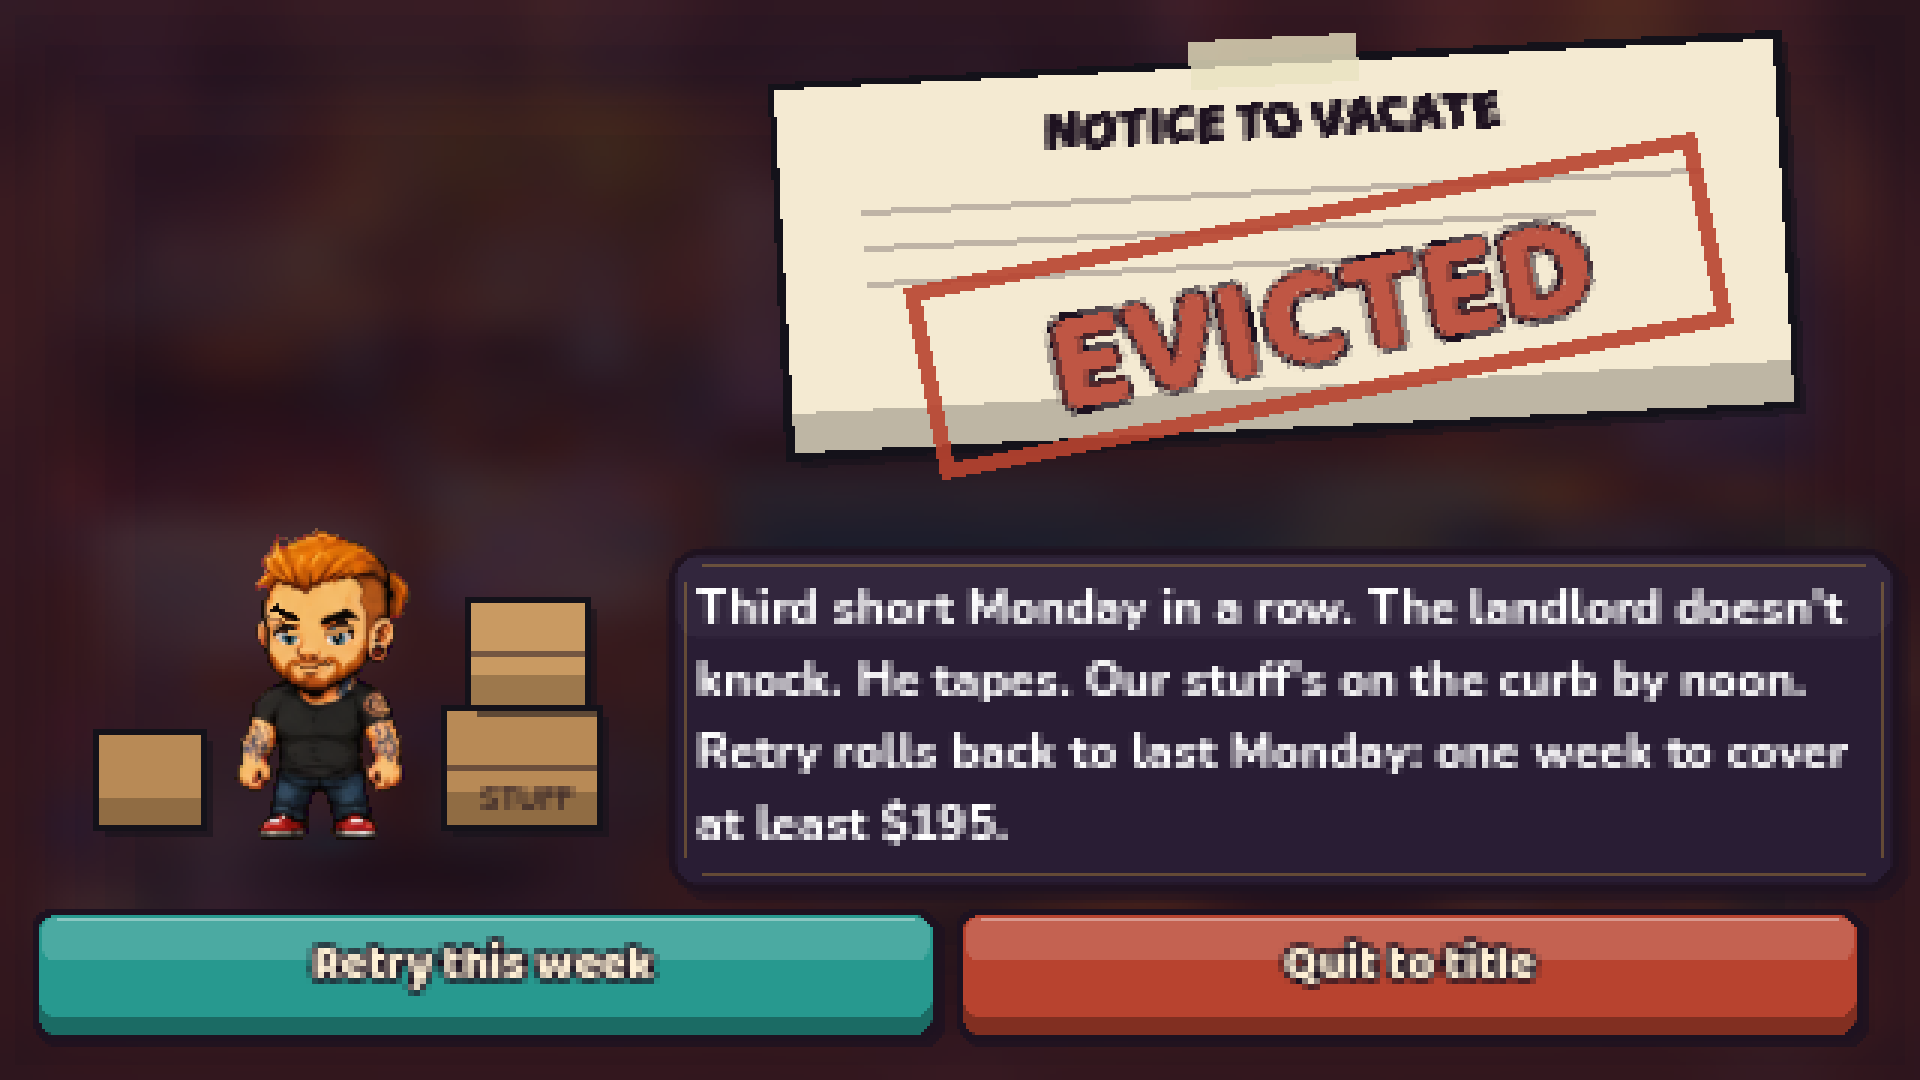 NOTICE TO VACATE
EVICTED
Third short Monday in a row. The landlord doesn't
knock. He tapes. Our stuff's on the curb by noon.
Retry rolls back to last Monday: one week to cover
at least $195.
STUFF
Retry this week
Quit to title